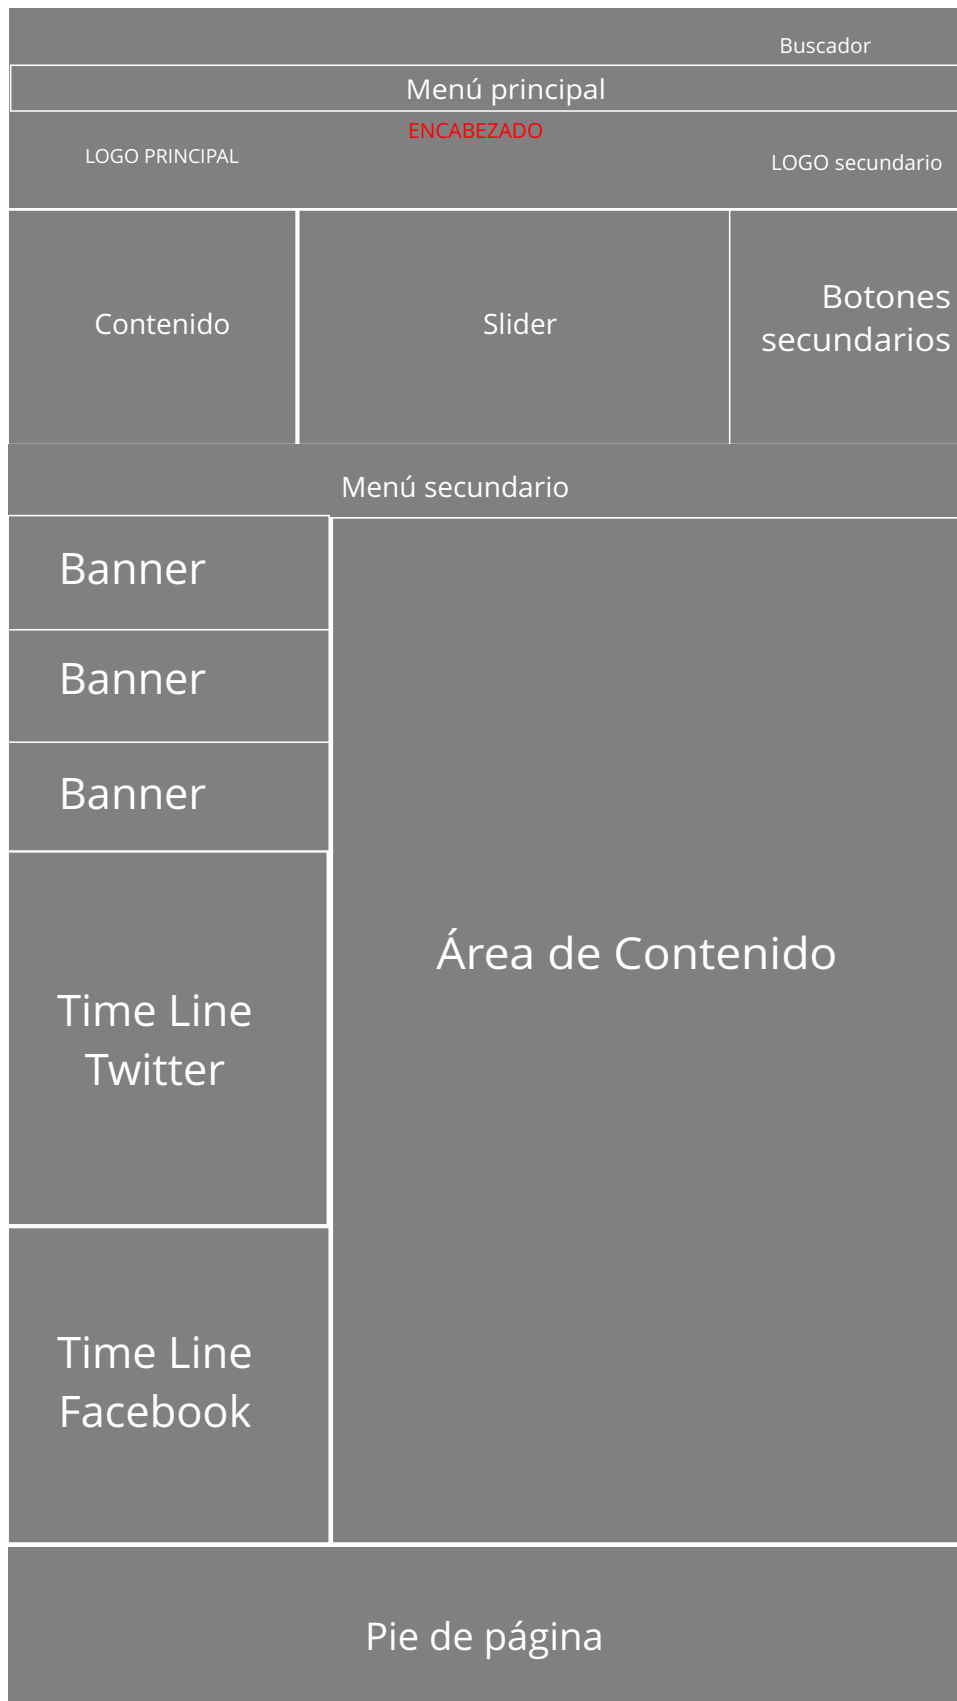 Buscador
Menú principal
ENCABEZADO
LOGO PRINCIPAL
LOGO secundario
Contenido
Slider
Botones
secundarios
Menú secundario
Banner
Banner
Banner
Área de Contenido
Time Line
Twitter
Time Line
Facebook
Pie de página